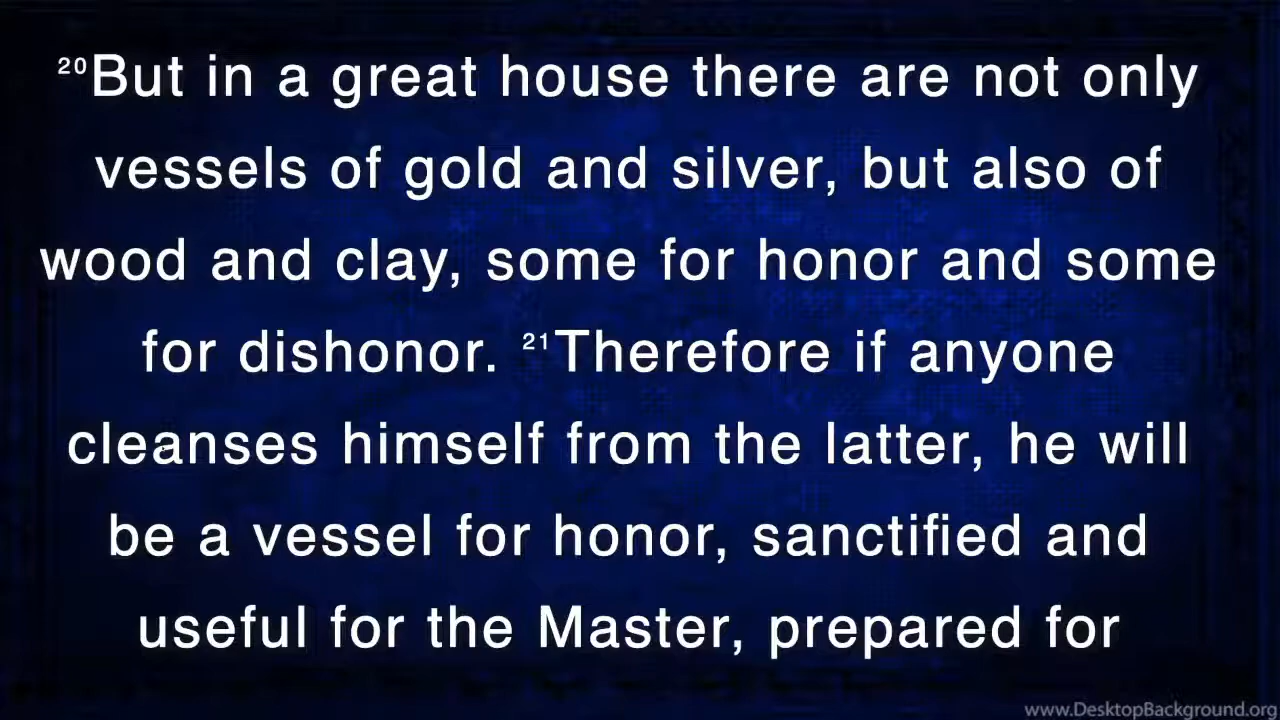 ²⁰But in a great house there are not only
vessels of gold and silver, but also of
wood and clay, some for honor and some
for dishonor. ²¹Therefore if anyone
cleanses himself from the latter, he will
be a vessel for honor, sanctified and
useful for the Master, prepared for
www.DesktopBackground.org